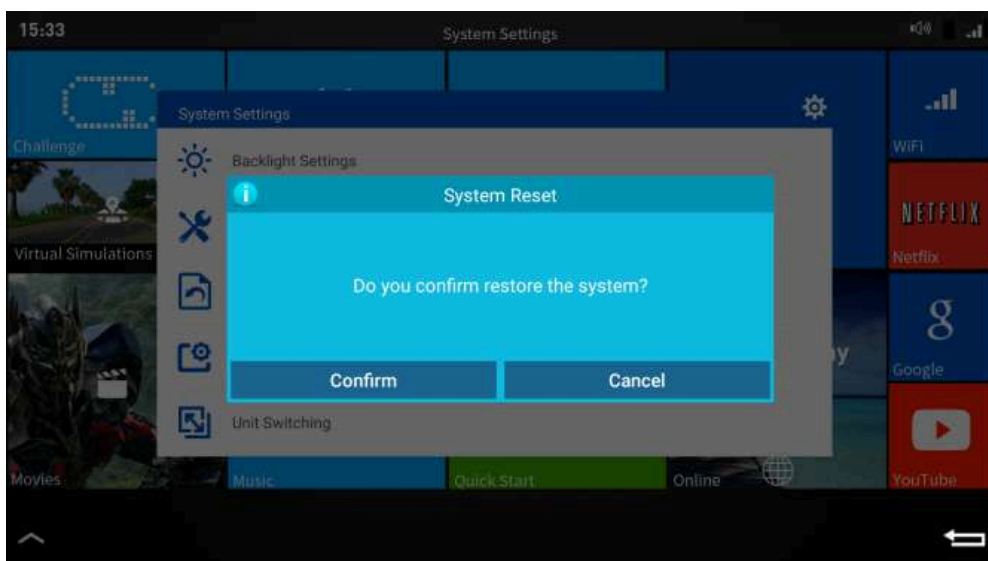 15:33
System Settings
Challenge
System Settings
WiFi
Backlight Settings
System Reset
NETFLIX
Virtual Simulations
Netflix
Do you confirm restore the system?
Google
Confirm
Cancel
Unit Switching
Movies
Music
Quick Start
Online
YouTube